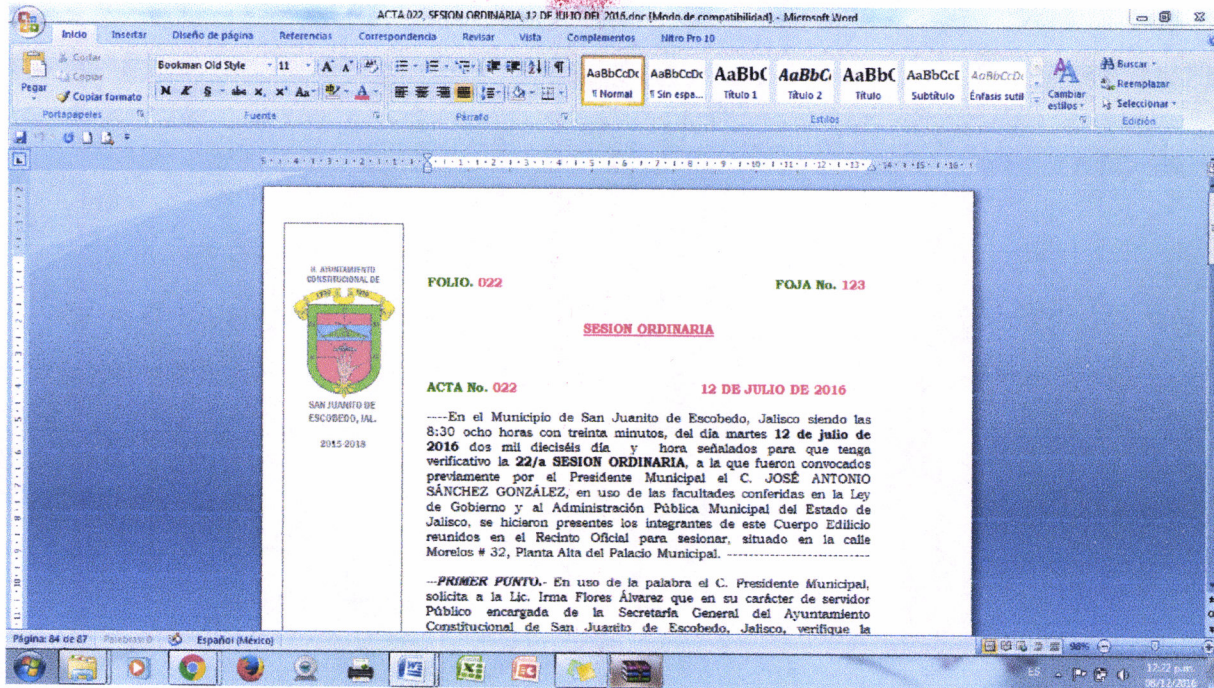 ACTA 022, SESION ORDINARIA, 12 DE JULIO DEL 2016.doc [Modo de compatibilidad] - Microsoft Word
Inicio Insertar Diseño de página Referencias Correspondencia Revisar Vista Complementos Nitro Pro 10
Cortar
Copiar
Copiar formato
Pegar
Portapapeles
Bookman Old Style 11
Fuente
Párrafo
AaBbCcDc AaBbCcDc AaBbC AaBbC AaBbC AaBbCcI AaBbCcDc
¶ Normal ¶ Sin espa... Título 1 Título 2 Título Subtítulo Énfasis sutil
Cambiar estilos
Estilos
Buscar
Reemplazar
Seleccionar
Edición
H. AYUNTAMIENTO
CONSTITUCIONAL DE
SAN JUANITO DE
ESCOBEDO, JAL.
2015-2018
FOLIO. 022 FOJA No. 123
SESION ORDINARIA
ACTA No. 022 12 DE JULIO DE 2016
----En el Municipio de San Juanito de Escobedo, Jalisco siendo las
8:30 ocho horas con treinta minutos, del día martes 12 de julio de
2016 dos mil dieciséis día y hora señalados para que tenga
verificativo la 22/a SESION ORDINARIA, a la que fueron convocados
previamente por el Presidente Municipal el C. JOSÉ ANTONIO
SÁNCHEZ GONZÁLEZ, en uso de las facultades conferidas en la Ley
de Gobierno y al Administración Pública Municipal del Estado de
Jalisco, se hicieron presentes los integrantes de este Cuerpo Edilicio
reunidos en el Recinto Oficial para sesionar, situado en la calle
Morelos # 32, Planta Alta del Palacio Municipal. ---------------------------
---PRIMER PUNTO.- En uso de la palabra el C. Presidente Municipal,
solicita a la Lic. Irma Flores Álvarez que en su carácter de servidor
Público encargada de la Secretaría General del Ayuntamiento
Constitucional de San Juanito de Escobedo, Jalisco, verifique la
Página: 84 de 87 Palabras: 0 Español (México) 98%
ES 12:22 p.m.
08/12/2016